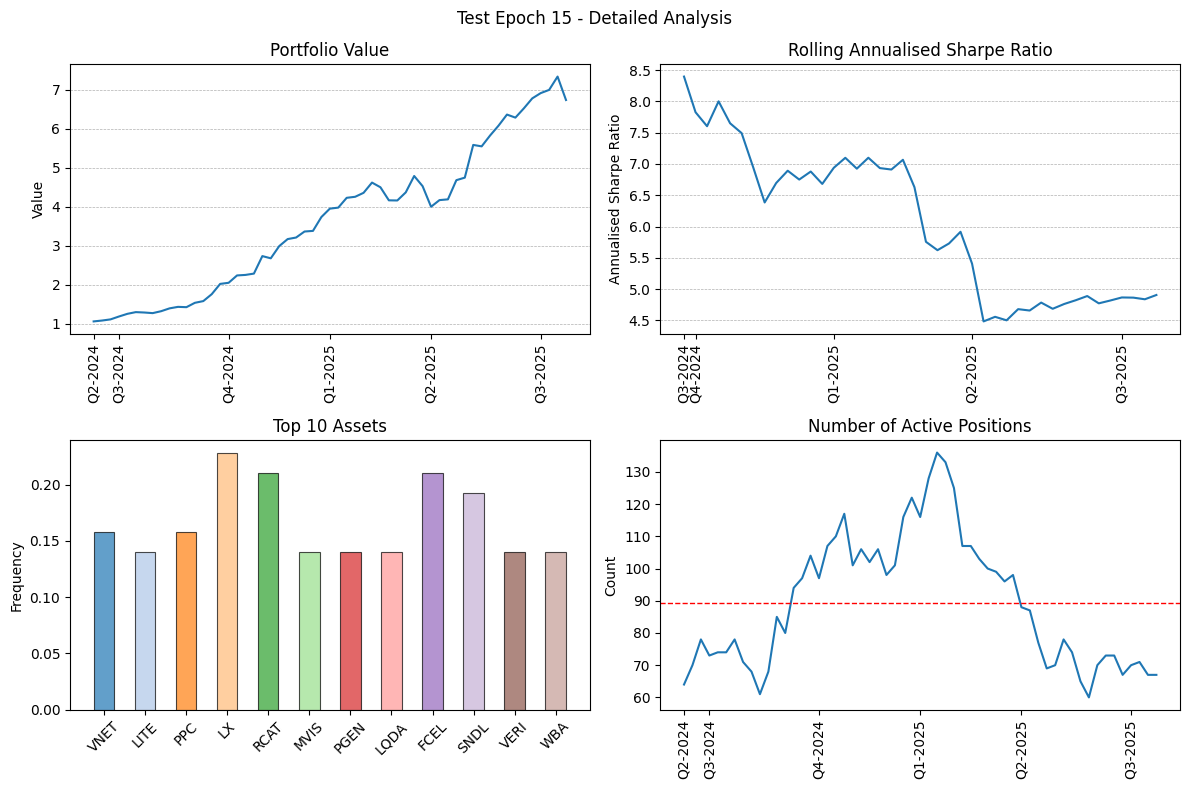 Test Epoch 15 - Detailed Analysis
Portfolio Value
Value
7
6
5
4
3
2
1
Q2-2024
Q3-2024
Q4-2024
Q1-2025
Q2-2025
Q3-2025
Rolling Annualised Sharpe Ratio
Annualised Sharpe Ratio
8.5
8.0
7.5
7.0
6.5
6.0
5.5
5.0
4.5
Q3-2024
Q4-2024
Q1-2025
Q2-2025
Q3-2025
Top 10 Assets
Frequency
0.20
0.15
0.10
0.05
0.00
VNET
LITE
PPC
LX
RCAT
MVIS
PGEN
LQDA
FCEL
SNDL
VERI
WBA
Number of Active Positions
Count
130
120
110
100
90
80
70
60
Q2-2024
Q3-2024
Q4-2024
Q1-2025
Q2-2025
Q3-2025